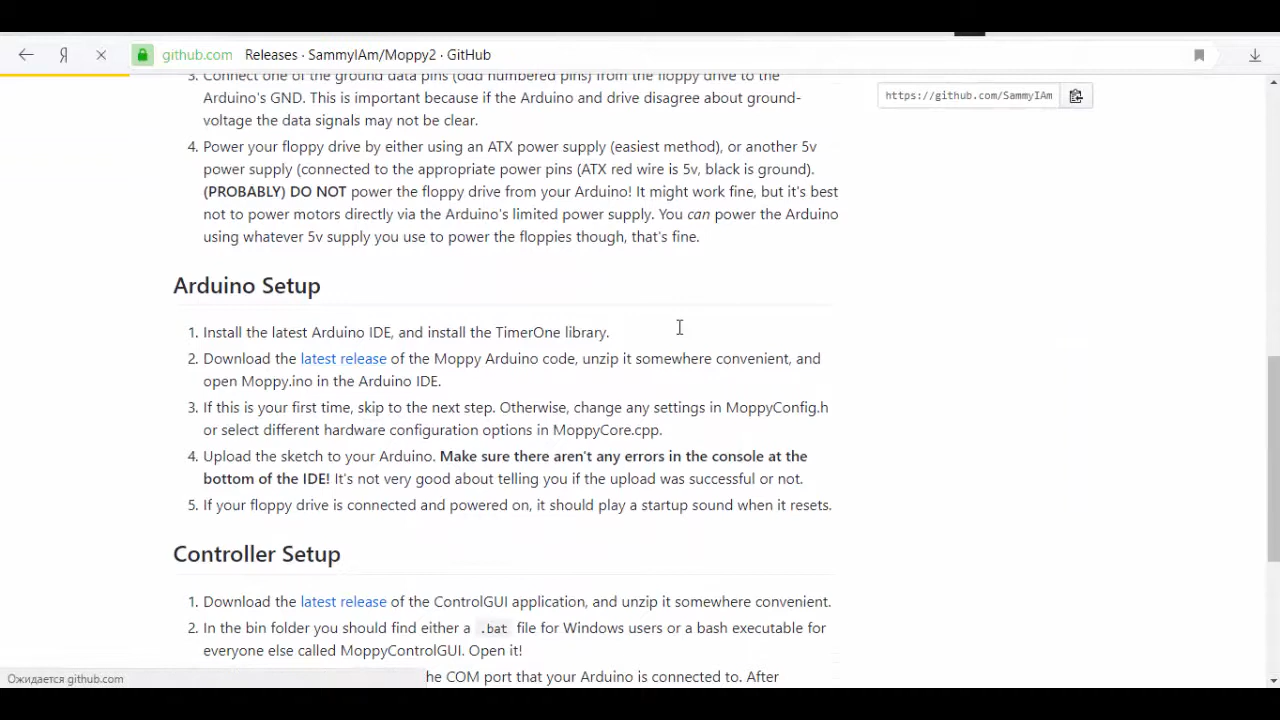 github.com Releases · SammyIAm/Moppy2 · GitHub
3. Connect one of the ground data pins (odd numbered pins) from the floppy drive to the
Arduino's GND. This is important because if the Arduino and drive disagree about ground-
voltage the data signals may not be clear.
https://github.com/SammyIAm
4. Power your floppy drive by either using an ATX power supply (easiest method), or another 5v
power supply (connected to the appropriate power pins (ATX red wire is 5v, black is ground).
(PROBABLY) DO NOT power the floppy drive from your Arduino! It might work fine, but it's best
not to power motors directly via the Arduino's limited power supply. You can power the Arduino
using whatever 5v supply you use to power the floppies though, that's fine.
Arduino Setup
1. Install the latest Arduino IDE, and install the TimerOne library.
2. Download the latest release of the Moppy Arduino code, unzip it somewhere convenient, and
open Moppy.ino in the Arduino IDE.
3. If this is your first time, skip to the next step. Otherwise, change any settings in MoppyConfig.h
or select different hardware configuration options in MoppyCore.cpp.
4. Upload the sketch to your Arduino. Make sure there aren't any errors in the console at the
bottom of the IDE! It's not very good about telling you if the upload was successful or not.
5. If your floppy drive is connected and powered on, it should play a startup sound when it resets.
Controller Setup
1. Download the latest release of the ControlGUI application, and unzip it somewhere convenient.
2. In the bin folder you should find either a .bat file for Windows users or a bash executable for
everyone else called MoppyControlGUI. Open it!
he COM port that your Arduino is connected to. After
Ожидается github.com